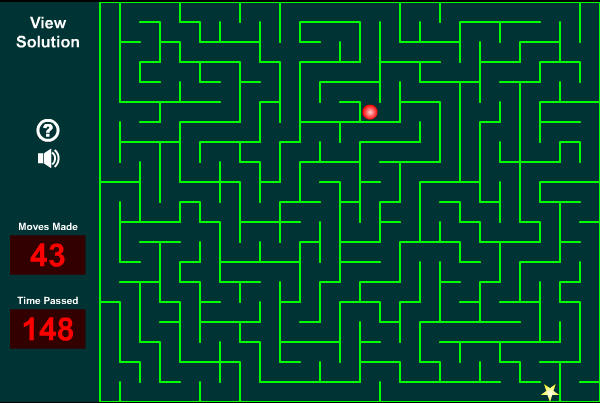 View
Solution
?
Moves Made
43
Time Passed
148